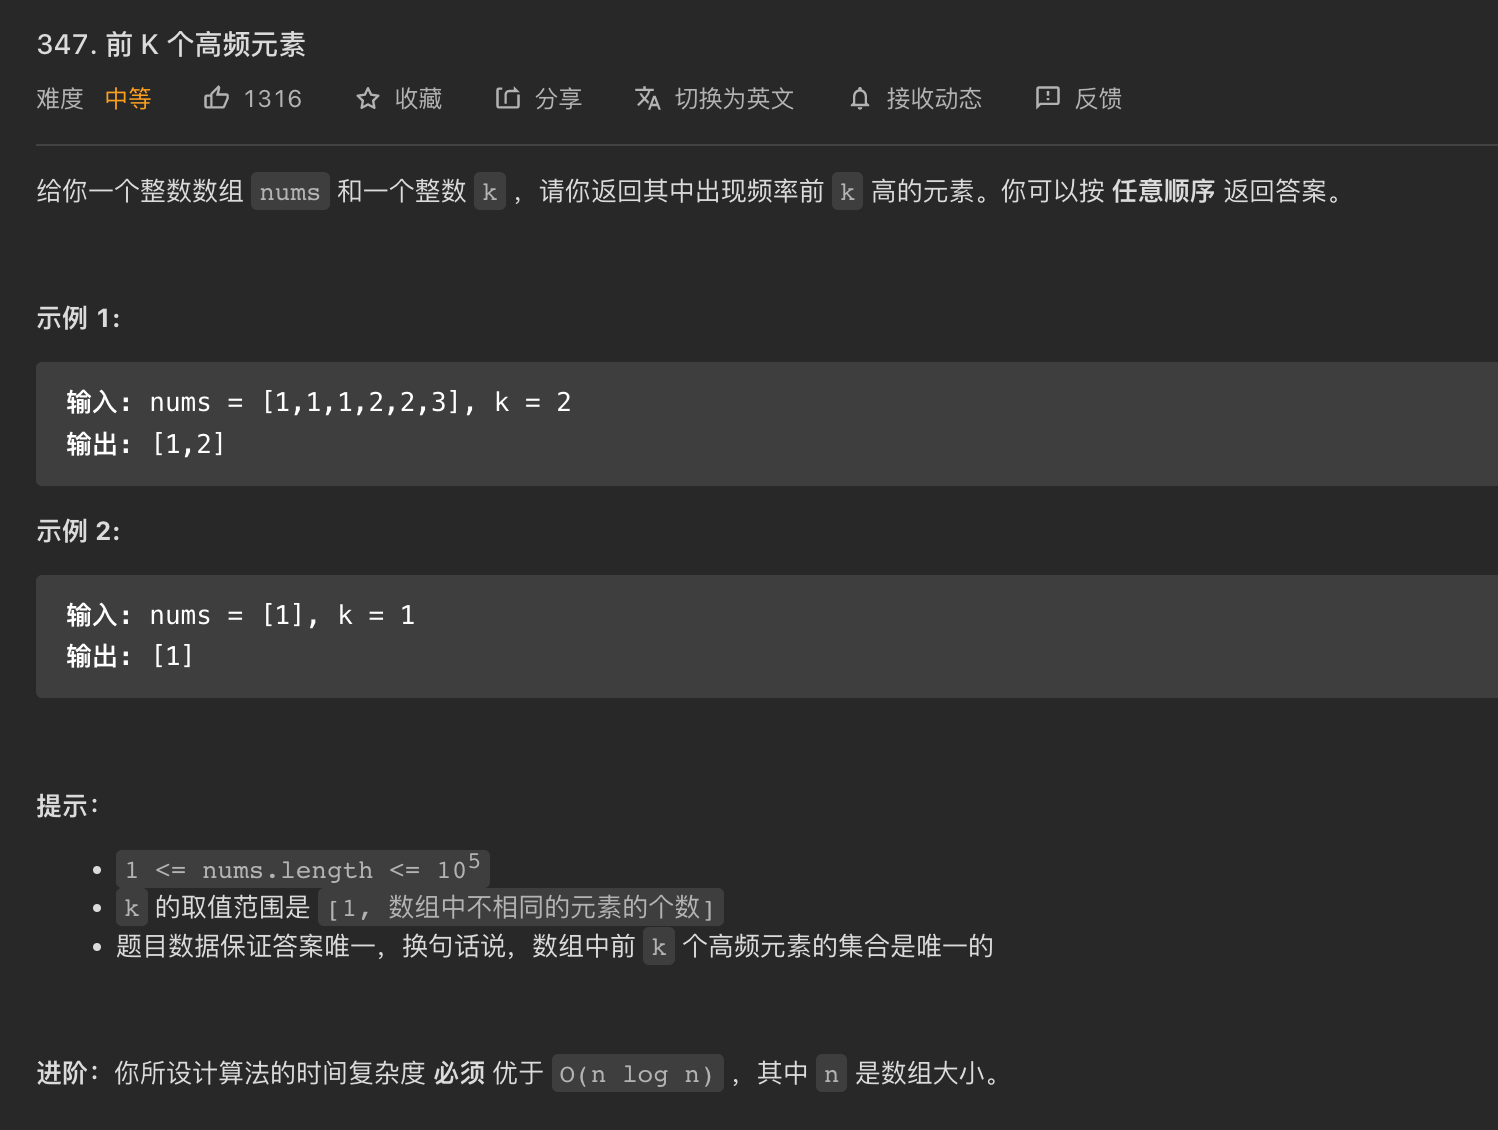 347. 前 K 个高频元素
难度 中等 1316 收藏 分享 切换为英文 接收动态 反馈
给你一个整数数组 nums 和一个整数 k ，请你返回其中出现频率前 k 高的元素。你可以按 任意顺序 返回答案。
示例 1:
输入: nums = [1,1,1,2,2,3], k = 2
输出: [1,2]
示例 2:
输入: nums = [1], k = 1
输出: [1]
提示：
• 1 <= nums.length <= 10⁵
• k 的取值范围是 [1, 数组中不相同的元素的个数]
• 题目数据保证答案唯一，换句话说，数组中前 k 个高频元素的集合是唯一的
进阶：你所设计算法的时间复杂度 必须 优于 O(n log n) ，其中 n 是数组大小。